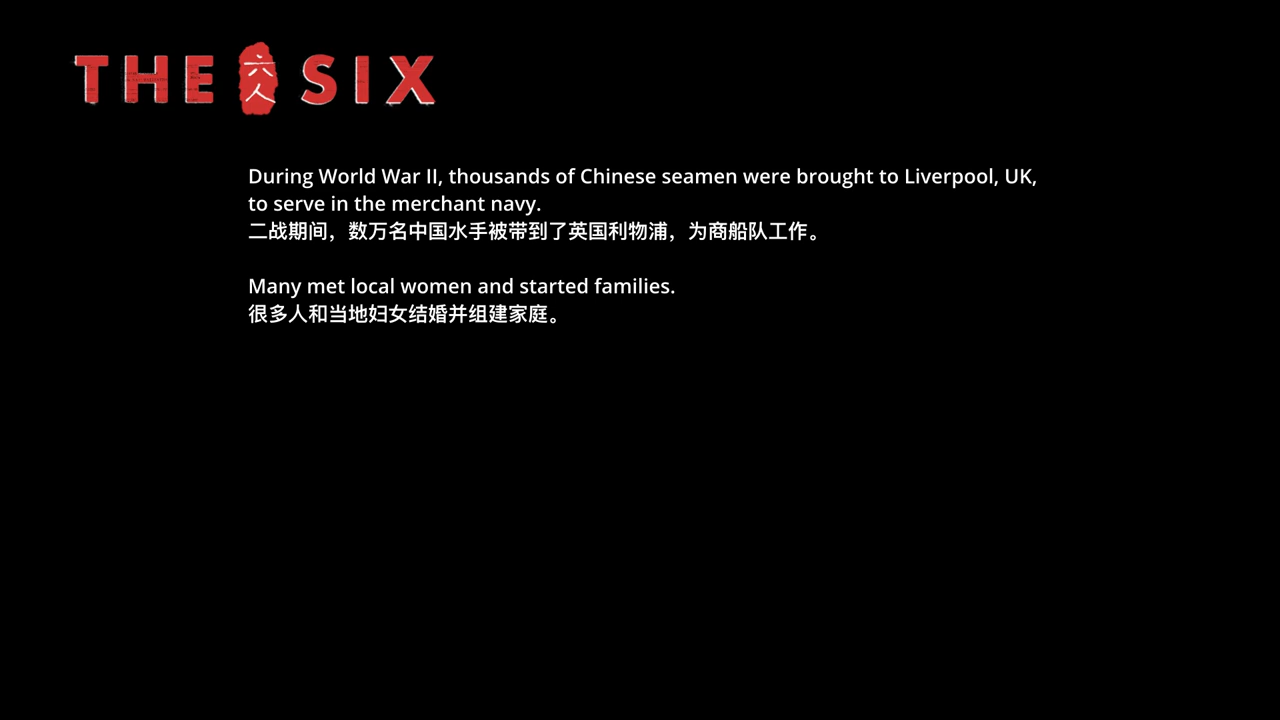 THE 六人 SIX
During World War II, thousands of Chinese seamen were brought to Liverpool, UK,
to serve in the merchant navy.
二战期间，数万名中国水手被带到了英国利物浦，为商船队工作。
Many met local women and started families.
很多人和当地妇女结婚并组建家庭。